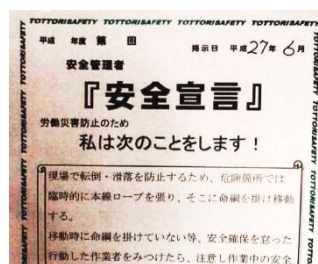 TOTTORISAFETY TOTTORISAFETY TOTTORISAFETY TOTTORISAFETY
平成 年度 第 回
掲示日 平成27年 6月
安全管理者
『安全宣言』
労働災害防止のため
私は次のことをします！
現場で転倒・滑落を防止するため、危険箇所では
臨時的に本線ロープを張り、そこに命綱を掛け移動
する。
移動時に命綱を掛けていない等、安全確保を怠った
行動した作業者をみつけたら、注意し作業中の安全